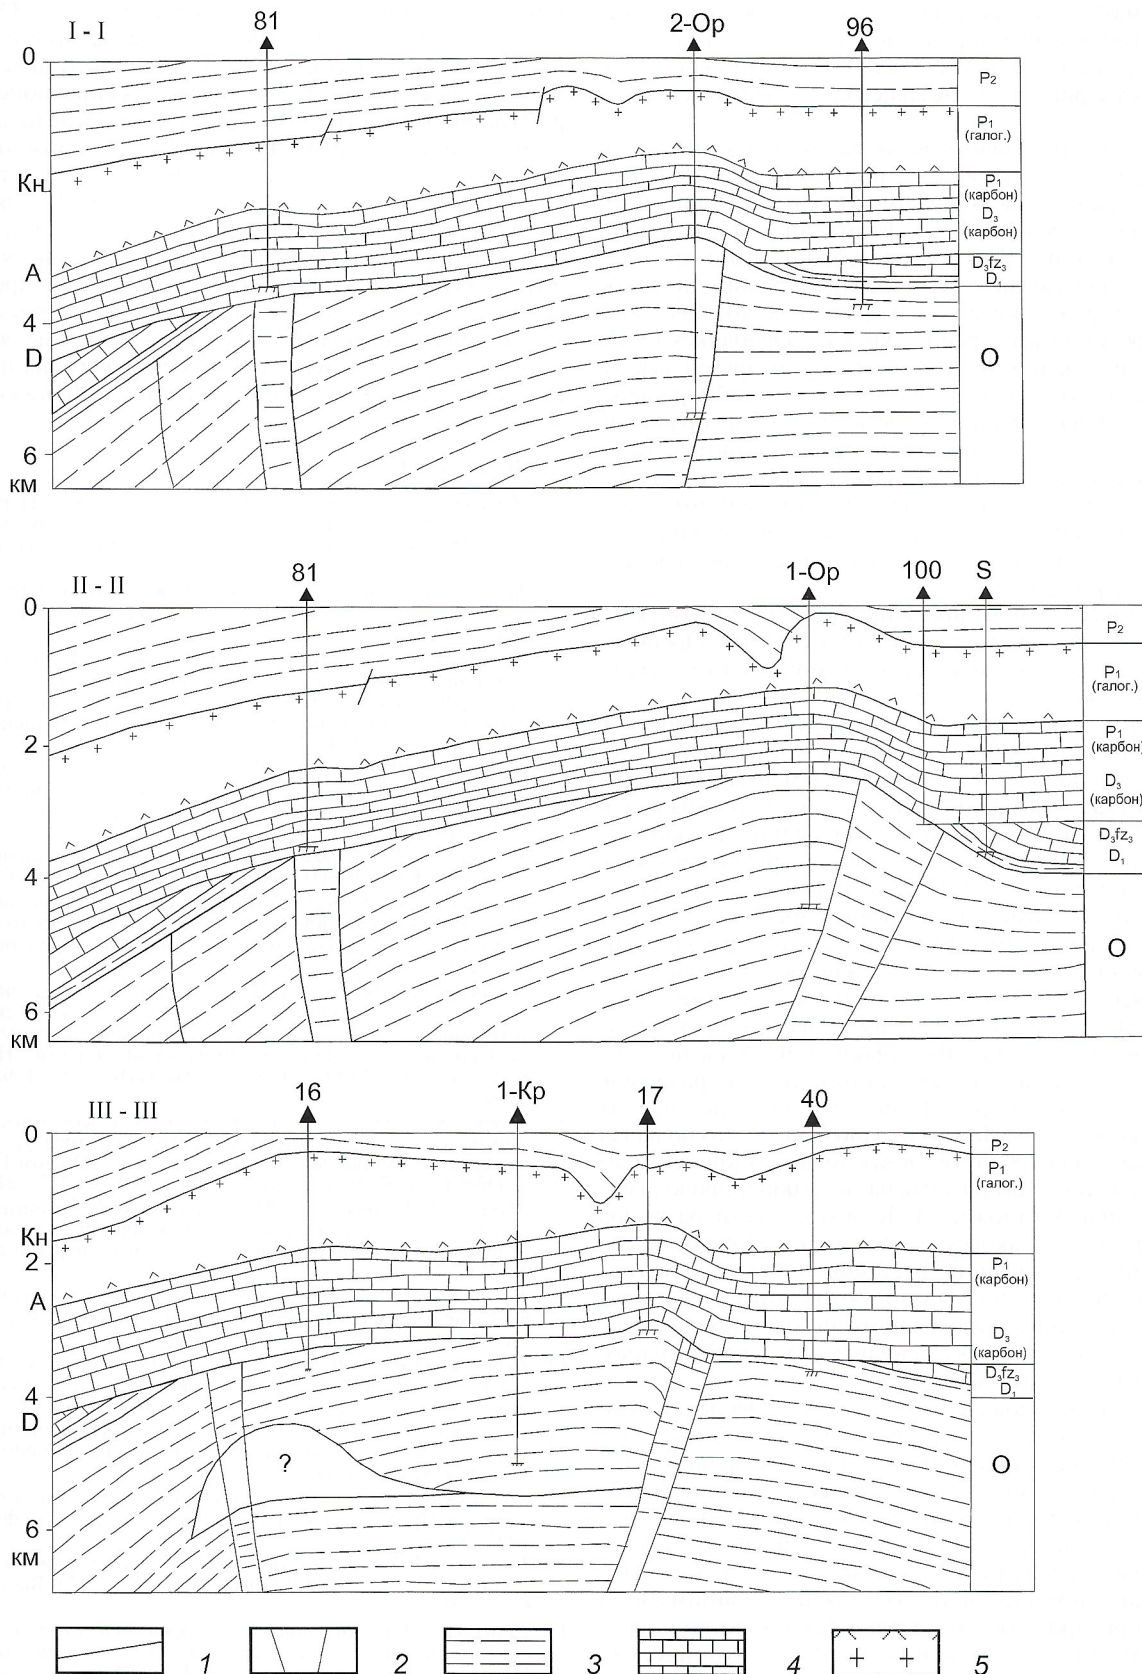 I - I
81
2-Ор
96
0
P₂
P₁
(галог.)
Кн
P₁
(карбон)
D₃
(карбон)
А
D₃fz₃
D₁
4
D
O
6
км
II - II
81
1-Ор
100
S
0
P₂
P₁
(галог.)
2
P₁
(карбон)
D₃
(карбон)
D₃fz₃
D₁
4
O
6
км
III - III
16
1-Кр
17
40
0
P₂
P₁
(галог.)
Кн
2
P₁
(карбон)
А
D₃
(карбон)
D₃fz₃
D₁
4
D
?
O
6
км
1 2 3 4 5